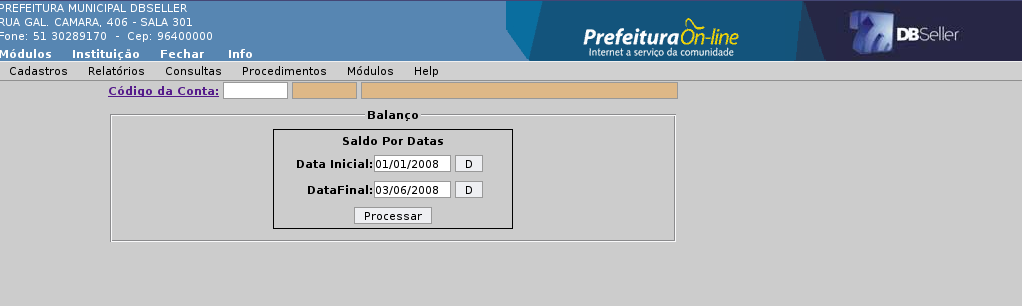 PREFEITURA MUNICIPAL DBSELLER
RUA GAL. CAMARA, 406 - SALA 301
Fone: 51 30289170 - Cep: 96400000
Módulos Instituição Fechar Info
PrefeituraOn-line
Internet a serviço da comunidade
DBSeller
Cadastros Relatórios Consultas Procedimentos Módulos Help
Código da Conta:
Balanço
Saldo Por Datas
Data Inicial: 01/01/2008 D
DataFinal: 03/06/2008 D
Processar